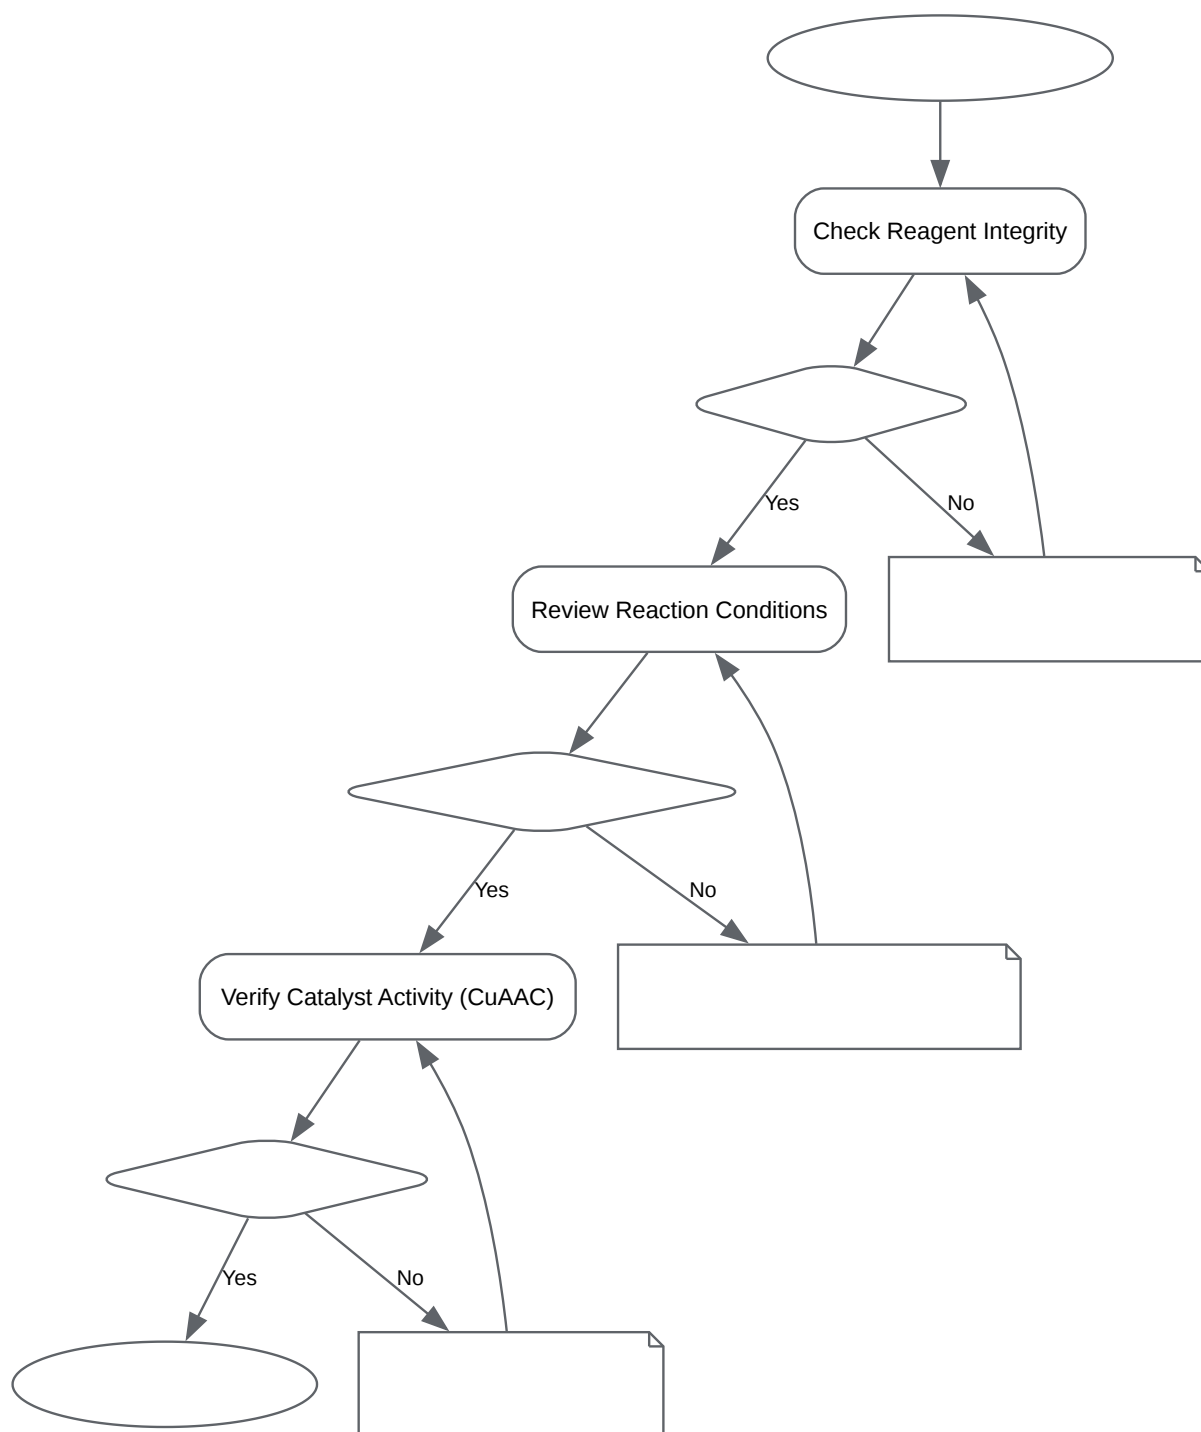 Check Reagent Integrity
Yes
No
Review Reaction Conditions
Yes
No
Verify Catalyst Activity (CuAAC)
Yes
No